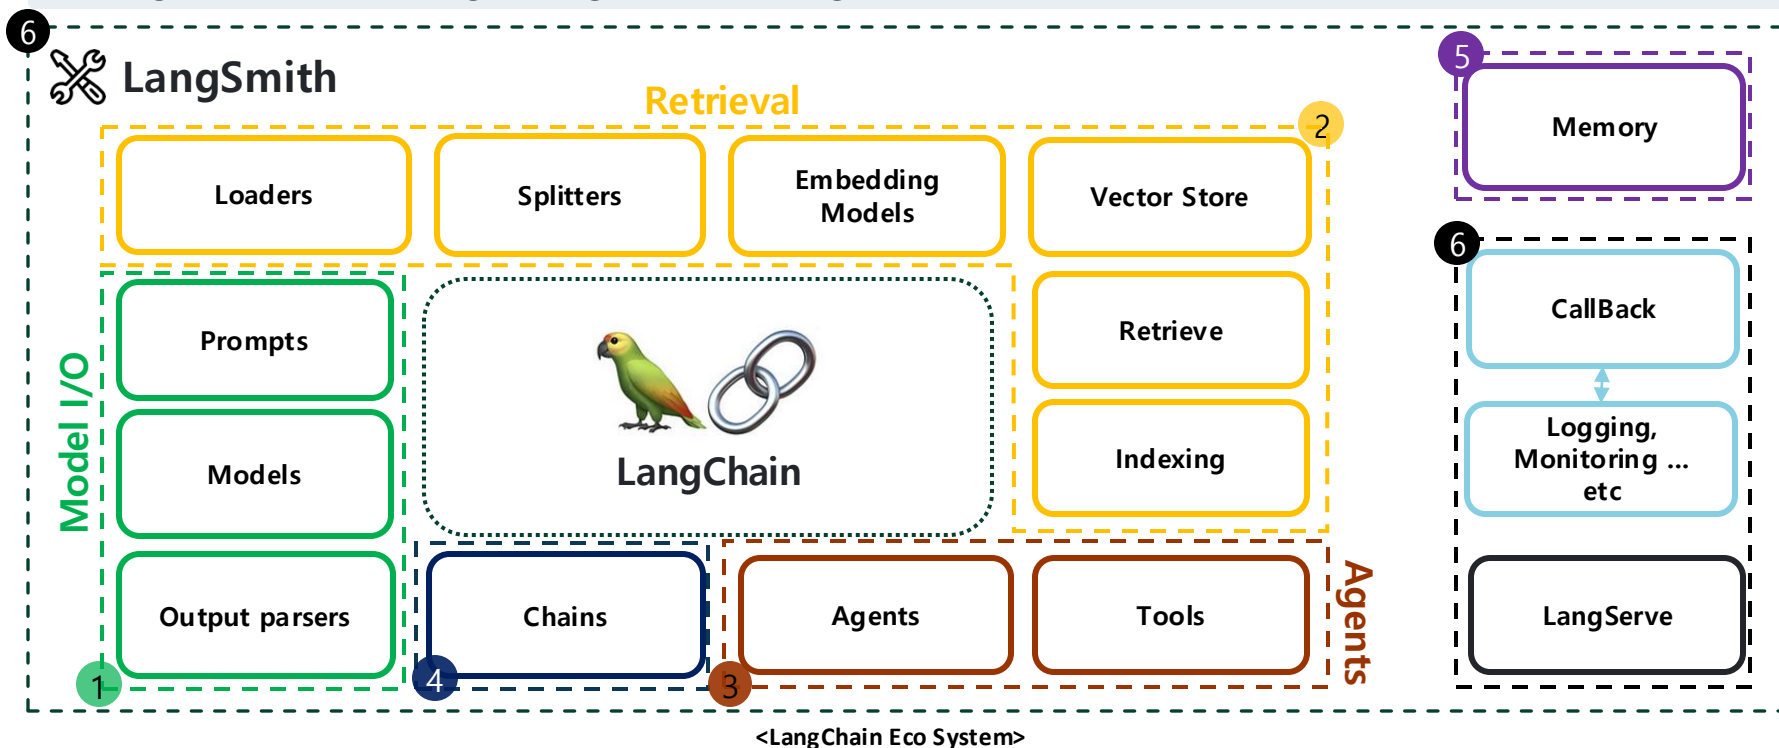 6
LangSmith
Retrieval
2
Loaders
Splitters
Embedding
Models
Vector Store
Model I/O
Prompts
Models
Output parsers
1
LangChain
Retrieve
Indexing
Chains
4
Agents
Tools
3
Agents
5
Memory
6
CallBack
Logging,
Monitoring ...
etc
LangServe
<LangChain Eco System>